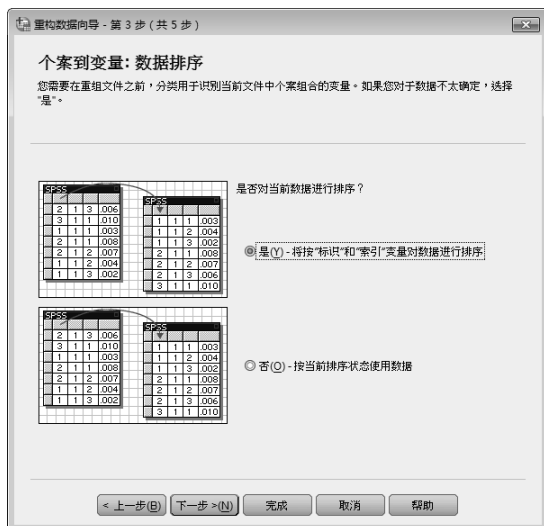 重构数据向导 - 第 3 步 ( 共 5 步 )
个案到变量: 数据排序
您需要在重组文件之前，分类用于识别当前文件中个案组合的变量。如果您对于数据不太确定，选择
"是"。
是否对当前数据进行排序？
SPSS
2 1 3 .006
3 1 1 .010
1 1 1 .003
2 1 1 .008
2 1 2 .007
1 1 2 .004
1 1 3 .002
SPSS
1 1 1 .003
1 1 2 .004
1 1 3 .002
2 1 1 .008
2 1 2 .007
2 1 3 .006
3 1 1 .010
是(Y) - 将按"标识"和"索引"变量对数据进行排序
SPSS
2 1 3 .006
3 1 1 .010
1 1 1 .003
2 1 1 .008
2 1 2 .007
1 1 2 .004
1 1 3 .002
SPSS
1 1 1 .003
1 1 2 .004
1 1 3 .002
2 1 1 .008
2 1 2 .007
2 1 3 .006
3 1 1 .010
否(O) - 按当前排序状态使用数据
< 上一步(B) 下一步 >(N) 完成 取消 帮助